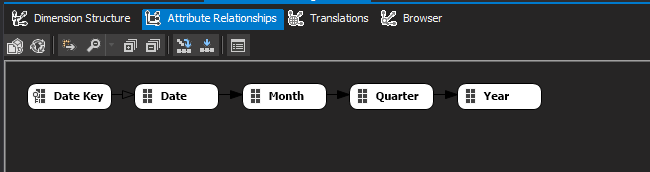 Dimension Structure Attribute Relationships Translations Browser
Date Key Date Month Quarter Year